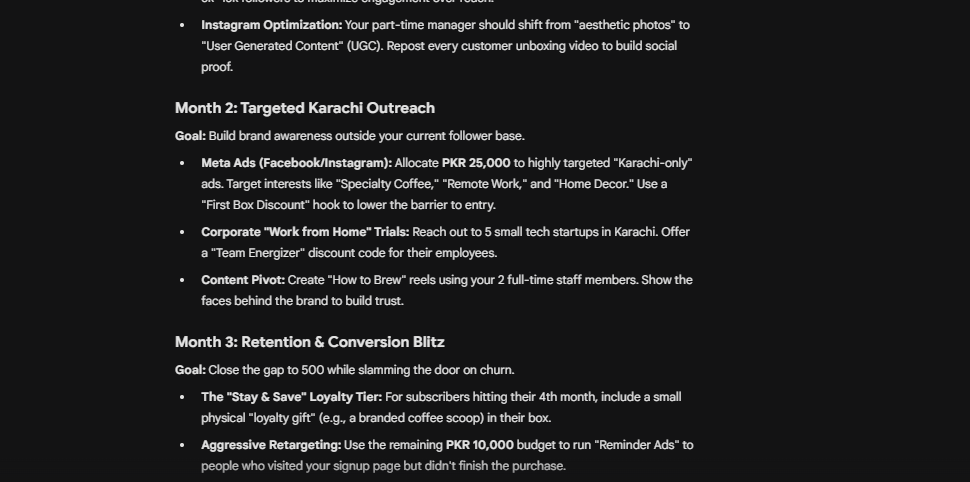 • Instagram Optimization: Your part-time manager should shift from "aesthetic photos" to
"User Generated Content" (UGC). Repost every customer unboxing video to build social
proof.
Month 2: Targeted Karachi Outreach
Goal: Build brand awareness outside your current follower base.
• Meta Ads (Facebook/Instagram): Allocate PKR 25,000 to highly targeted "Karachi-only"
ads. Target interests like "Specialty Coffee," "Remote Work," and "Home Decor." Use a
"First Box Discount" hook to lower the barrier to entry.
• Corporate "Work from Home" Trials: Reach out to 5 small tech startups in Karachi. Offer
a "Team Energizer" discount code for their employees.
• Content Pivot: Create "How to Brew" reels using your 2 full-time staff members. Show the
faces behind the brand to build trust.
Month 3: Retention & Conversion Blitz
Goal: Close the gap to 500 while slamming the door on churn.
• The "Stay & Save" Loyalty Tier: For subscribers hitting their 4th month, include a small
physical "loyalty gift" (e.g., a branded coffee scoop) in their box.
• Aggressive Retargeting: Use the remaining PKR 10,000 budget to run "Reminder Ads" to
people who visited your signup page but didn't finish the purchase.